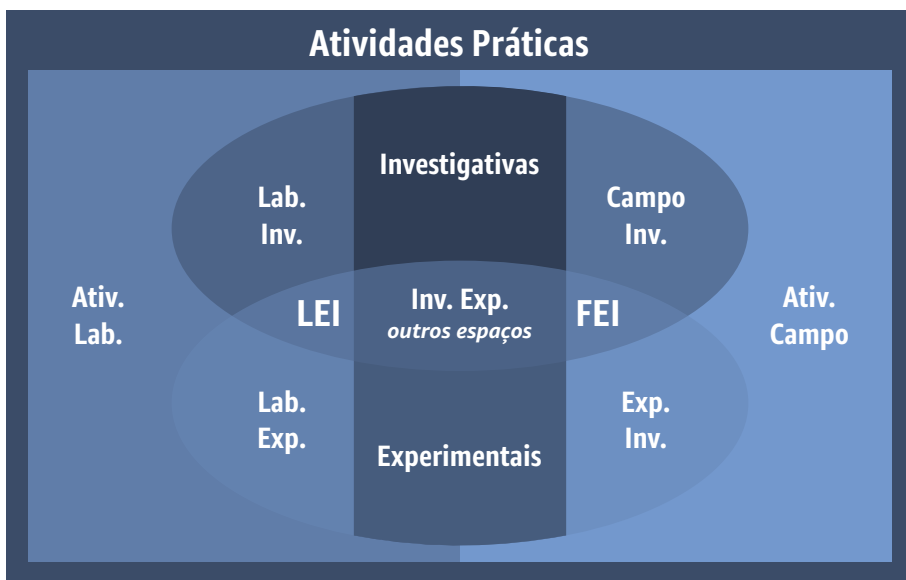 Atividades Práticas
Investigativas
Lab.
Inv.
Campo
Inv.
Ativ.
Lab.
LEI
Inv. Exp.
outros espaços
FEI
Ativ.
Campo
Lab.
Exp.
Exp.
Inv.
Experimentais